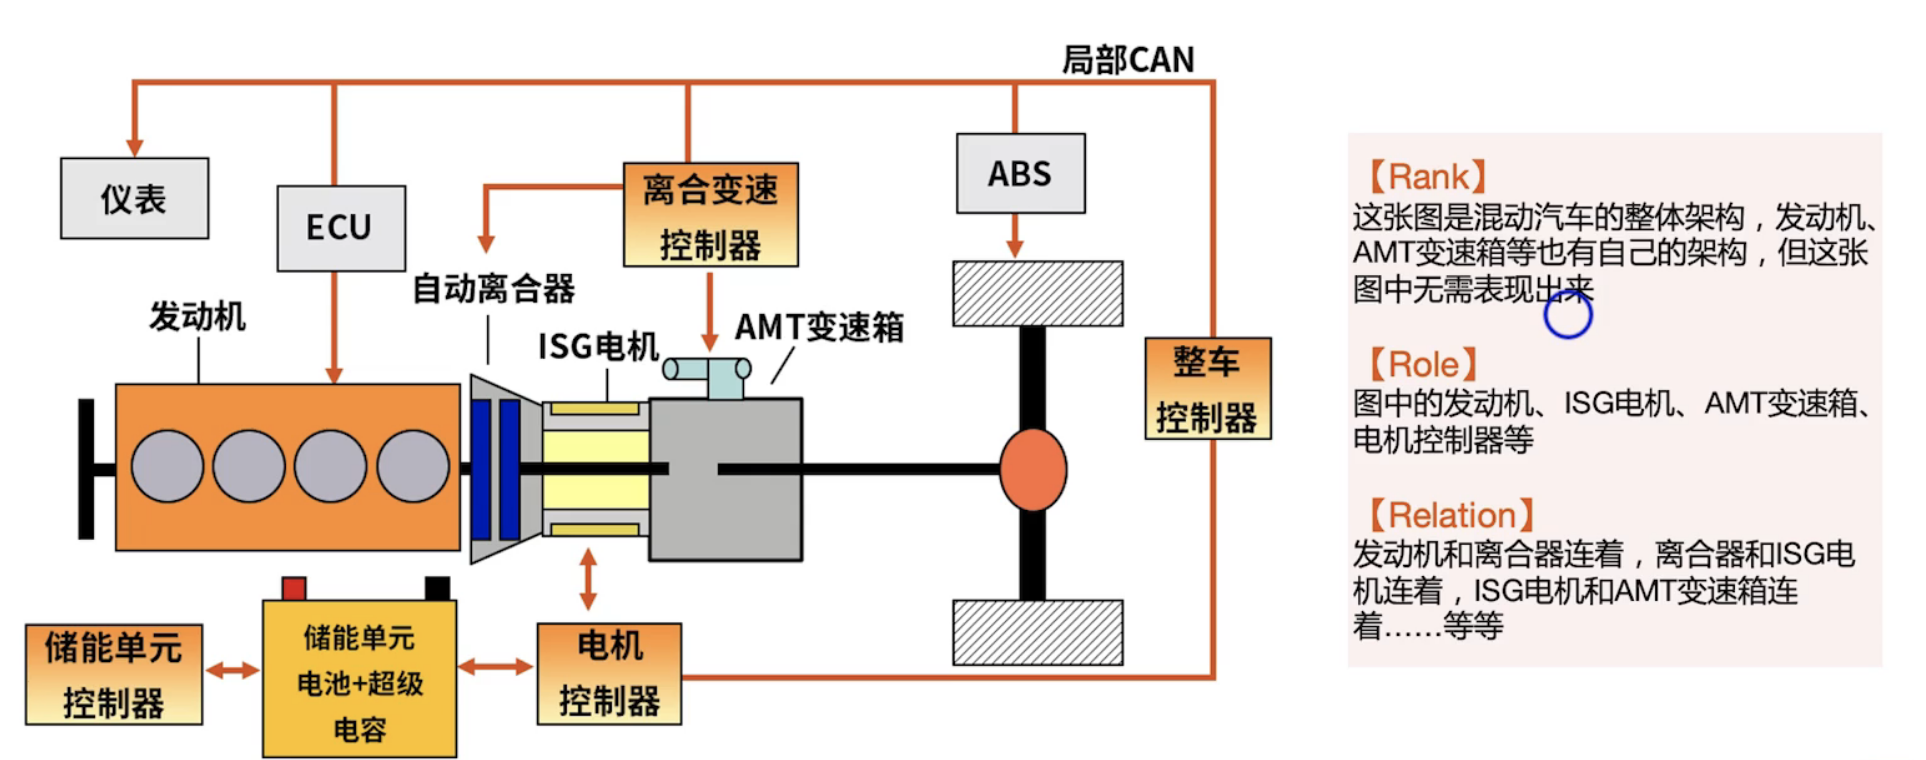 局部CAN
仪表
ECU
离合变速
控制器
ABS
自动离合器
发动机
ISG电机
AMT变速箱
整车
控制器
储能单元
控制器
储能单元
电池+超级
电容
电机
控制器
【Rank】
这张图是混动汽车的整体架构，发动机、
AMT变速箱等也有自己的架构，但这张
图中无需表现出来
【Role】
图中的发动机、ISG电机、AMT变速箱、
电机控制器等
【Relation】
发动机和离合器连着，离合器和ISG电
机连着，ISG电机和AMT变速箱连
着……等等